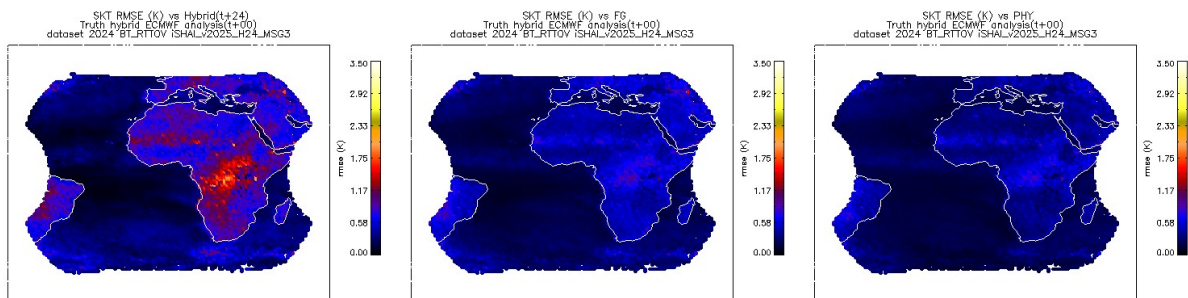 SKT RMSE (K) vs Hybrid(t+24)
Truth hybrid ECMWF analysis(t+00)
dataset 2024 BT_RTTOV iSHAI_v2025_H24_MSG3
3.50
2.92
2.33
1.75
1.17
0.58
0.00
rmse (K)
SKT RMSE (K) vs FG
Truth hybrid ECMWF analysis(t+00)
dataset 2024 BT_RTTOV iSHAI_v2025_H24_MSG3
3.50
2.92
2.33
1.75
1.17
0.58
0.00
rmse (K)
SKT RMSE (K) vs PHY
Truth hybrid ECMWF analysis(t+00)
dataset 2024 BT_RTTOV iSHAI_v2025_H24_MSG3
3.50
2.92
2.33
1.75
1.17
0.58
0.00
rmse (K)